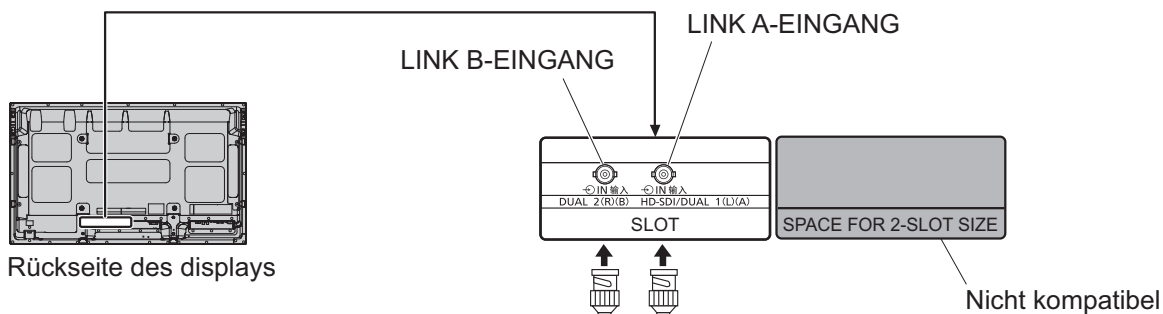 LINK A-EINGANG
LINK B-EINGANG
IN 输入 IN 输入
DUAL 2(R)(B) HD-SDI/DUAL 1(L)(A)
SLOT
SPACE FOR 2-SLOT SIZE
Rückseite des displays
Nicht kompatibel